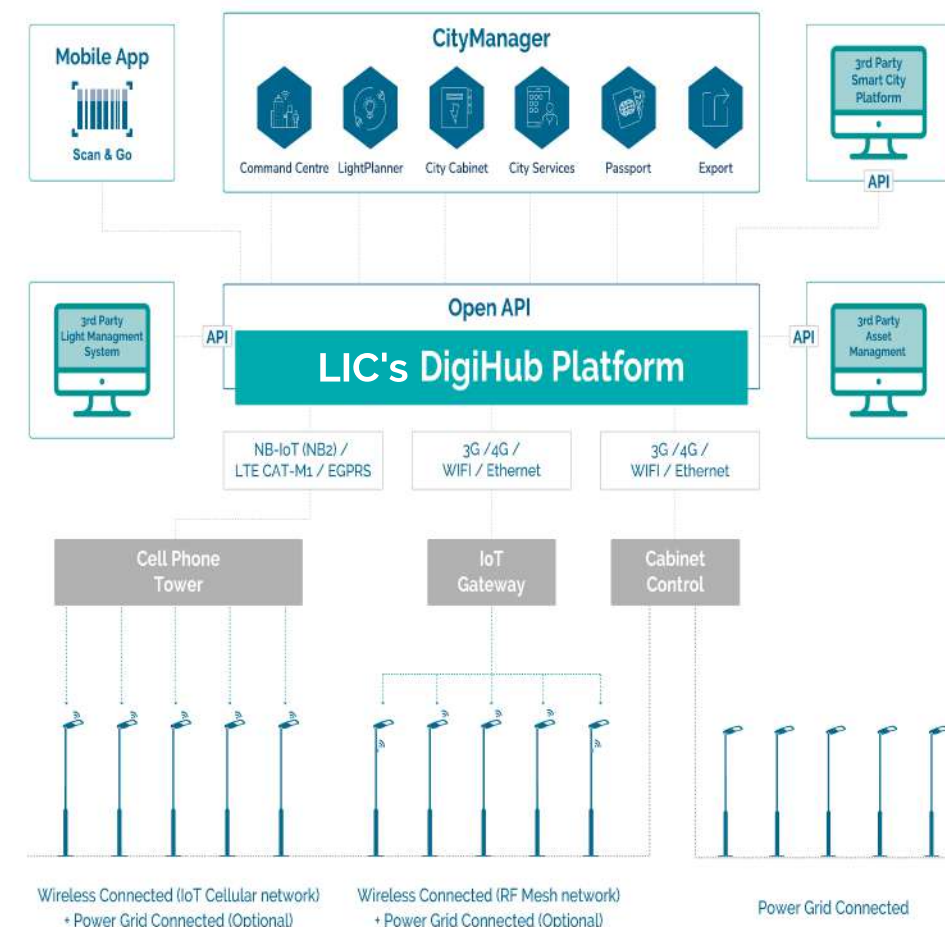 Mobile App
Scan & Go
CityManager
Command Centre
LightPlanner
City Cabinet
City Services
Passport
Export
3rd Party
Smart City
Platform
API
3rd Party
Light Managment
System
API
Open API
LIC's DigiHub Platform
API
3rd Party
Asset
Managment
NB-IoT (NB2) /
LTE CAT-M1 / EGPRS
3G /4G /
WIFI / Ethernet
3G /4G /
WIFI / Ethernet
Cell Phone
Tower
IoT
Gateway
Cabinet
Control
Wireless Connected (IoT Cellular network)
+ Power Grid Connected (Optional)
Wireless Connected (RF Mesh network)
+ Power Grid Connected (Optional)
Power Grid Connected